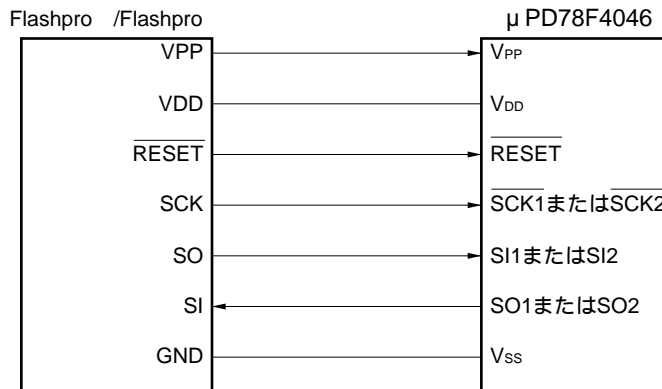 Flashpro /Flashpro
μPD78F4046
VPP
VPP
VDD
VDD
RESET
RESET
SCK
SCK1またはSCK2
SO
SI1またはSI2
SI
SO1またはSO2
GND
VSS